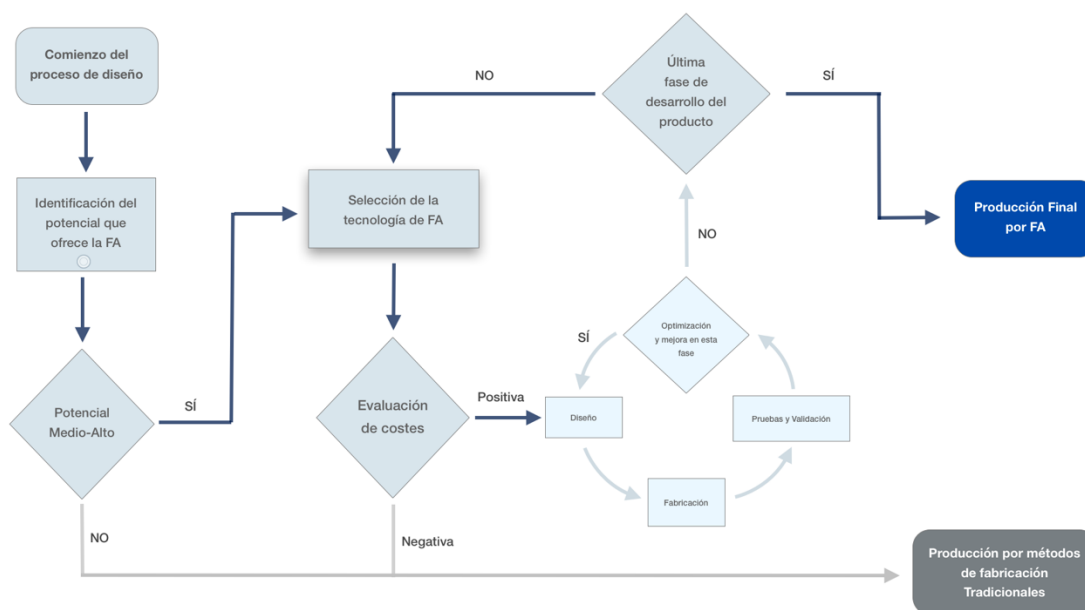 Comienzo del
proceso de diseño
Identificación del
potencial que
ofrece la FA
Potencial
Medio-Alto
SÍ
NO
Selección de la
tecnología de FA
Evaluación
de costes
Positiva
Negativa
Diseño
Fabricación
Pruebas y Validación
Optimización
y mejora en esta
fase
SÍ
NO
Última
fase de
desarrollo del
producto
NO
SÍ
Producción Final
por FA
Producción por métodos
de fabricación
Tradicionales